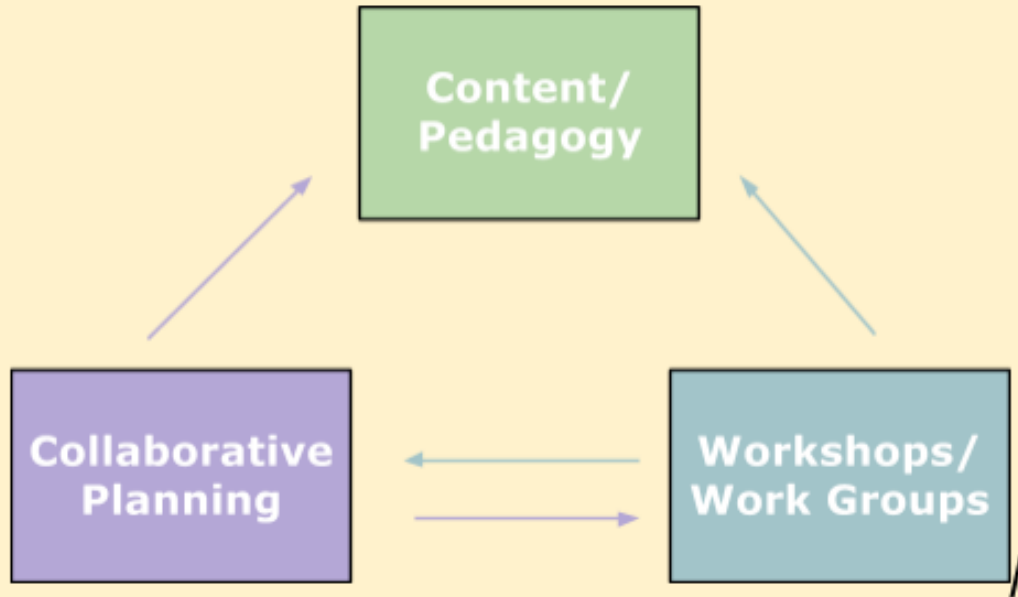 Content/
Pedagogy
Collaborative
Planning
Workshops/
Work Groups